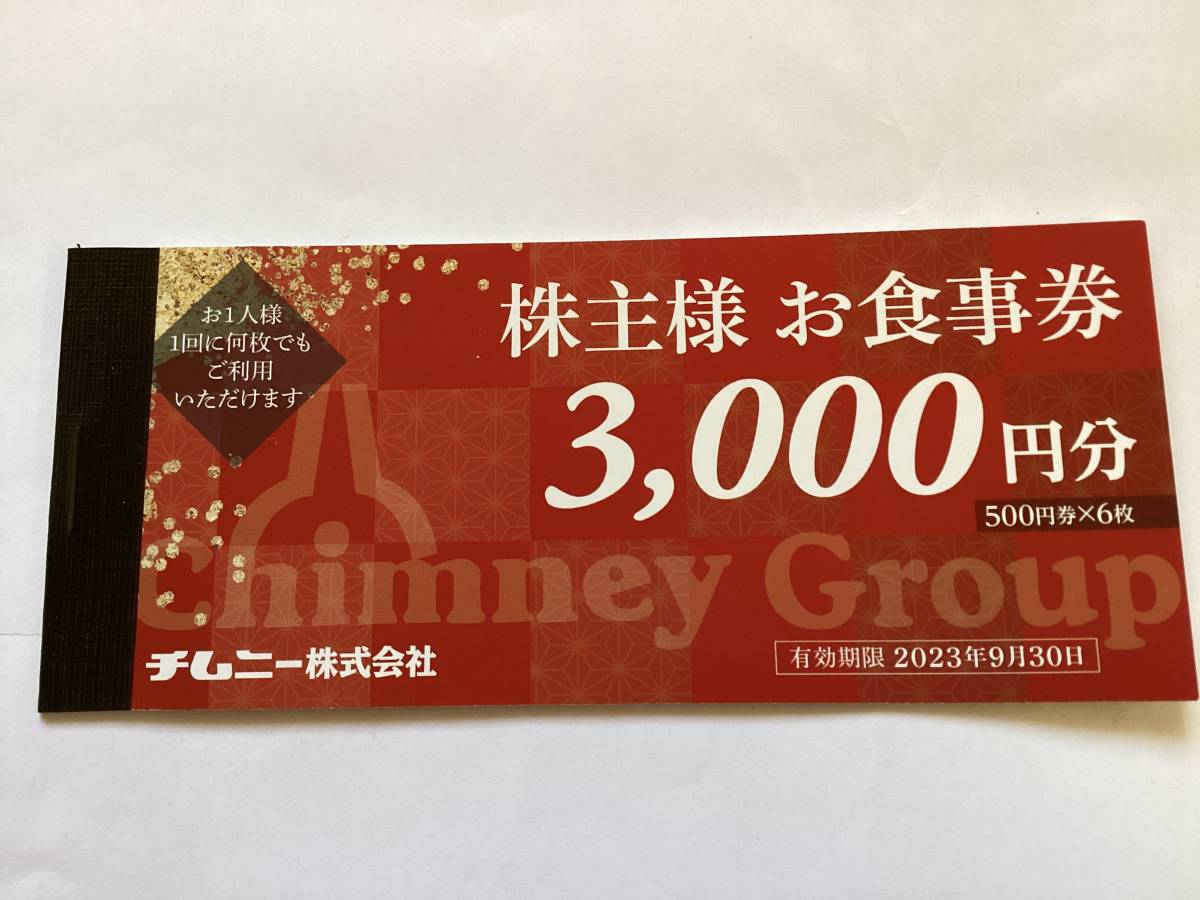 お1人様
1回に何枚でも
ご利用
いただけます
株主様 お食事券
3,000円分
500円券×6枚
Chimney Group
チムニー株式会社
有効期限 2023年9月30日